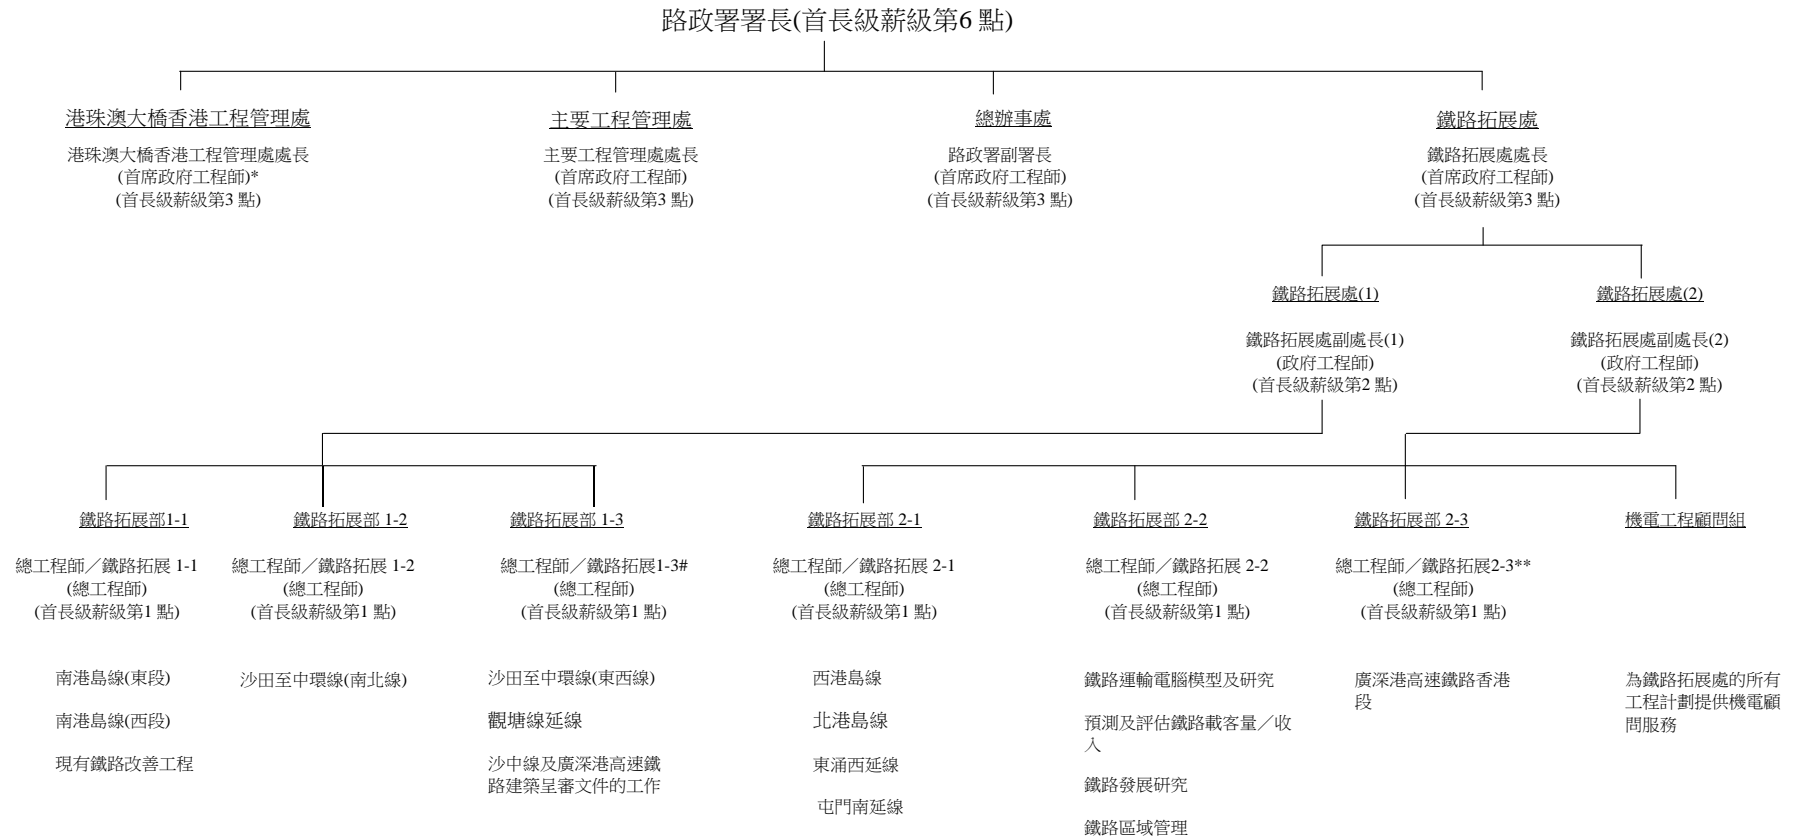 路政署署長(首長級薪級第6 點)
港珠澳大橋香港工程管理處
港珠澳大橋香港工程管理處處長
(首席政府工程師)*
(首長級薪級第3 點)
主要工程管理處
主要工程管理處處長
(首席政府工程師)
(首長級薪級第3 點)
總辦事處
路政署副署長
(首席政府工程師)
(首長級薪級第3 點)
鐵路拓展處
鐵路拓展處處長
(首席政府工程師)
(首長級薪級第3 點)
鐵路拓展處(1)
鐵路拓展處副處長(1)
(政府工程師)
(首長級薪級第2 點)
鐵路拓展處(2)
鐵路拓展處副處長(2)
(政府工程師)
(首長級薪級第2 點)
鐵路拓展部1-1
總工程師／鐵路拓展 1-1
(總工程師)
(首長級薪級第1 點)
南港島線(東段)
南港島線(西段)
現有鐵路改善工程
鐵路拓展部 1-2
總工程師／鐵路拓展 1-2
(總工程師)
(首長級薪級第1 點)
沙田至中環線(南北線)
鐵路拓展部 1-3
總工程師／鐵路拓展1-3#
(總工程師)
(首長級薪級第1 點)
沙田至中環線(東西線)
觀塘線延線
沙中線及廣深港高速鐵
路建築呈審文件的工作
鐵路拓展部 2-1
總工程師／鐵路拓展 2-1
(總工程師)
(首長級薪級第1 點)
西港島線
北港島線
東涌西延線
屯門南延線
鐵路拓展部 2-2
總工程師／鐵路拓展 2-2
(總工程師)
(首長級薪級第1 點)
鐵路運輸電腦模型及研究
預測及評估鐵路載客量／收
入
鐵路發展研究
鐵路區域管理
鐵路拓展部 2-3
總工程師／鐵路拓展2-3**
(總工程師)
(首長級薪級第1 點)
廣深港高速鐵路香港
段
機電工程顧問組
為鐵路拓展處的所有
工程計劃提供機電顧
問服務